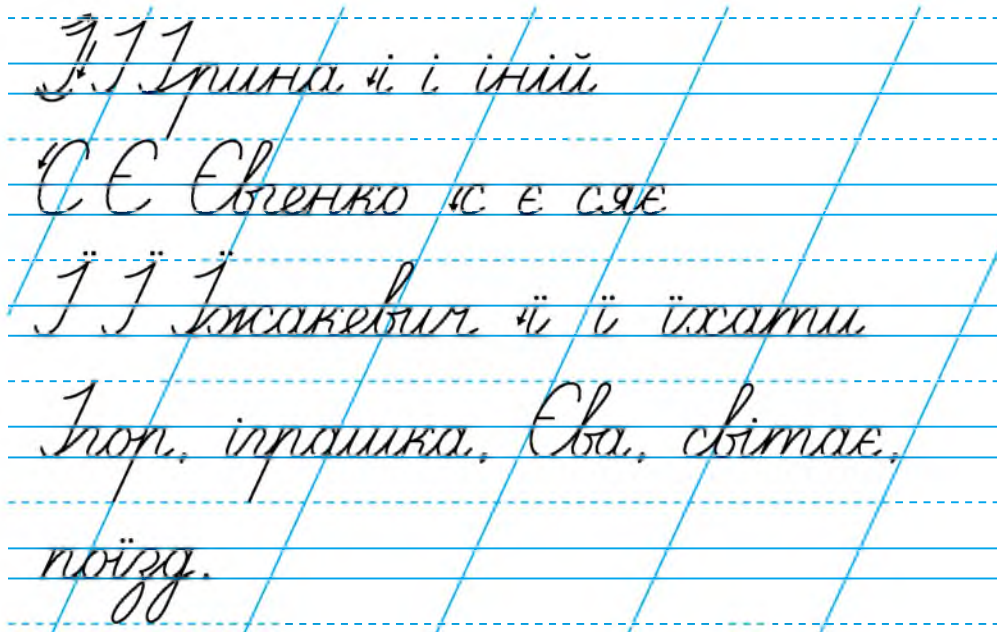 І І Ірина і і іній
Є Є Євгенко є є сяє
Ї Ї Їжакевич ї ї їхати
Ігор, іграшка, Єва, світає,
поїзд.